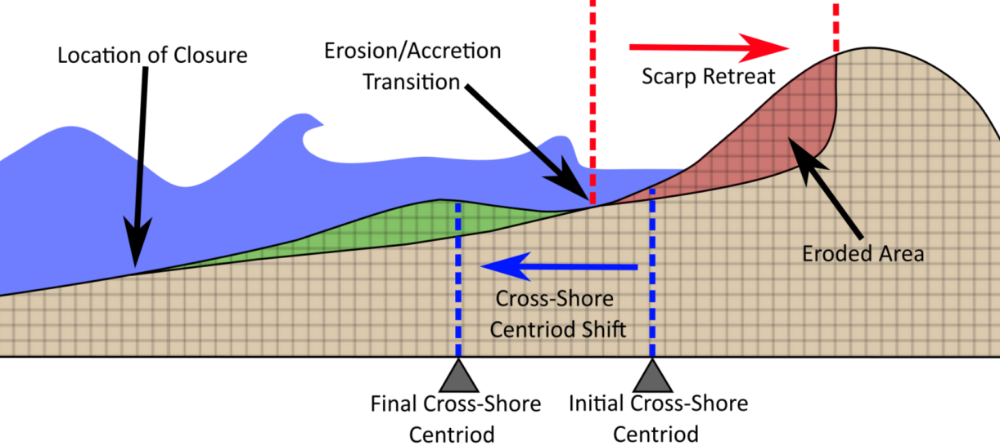 Location of Closure
Erosion/Accretion
Transition
Scarp Retreat
Eroded Area
Cross-Shore
Centriod Shift
Final Cross-Shore
Centriod
Initial Cross-Shore
Centriod